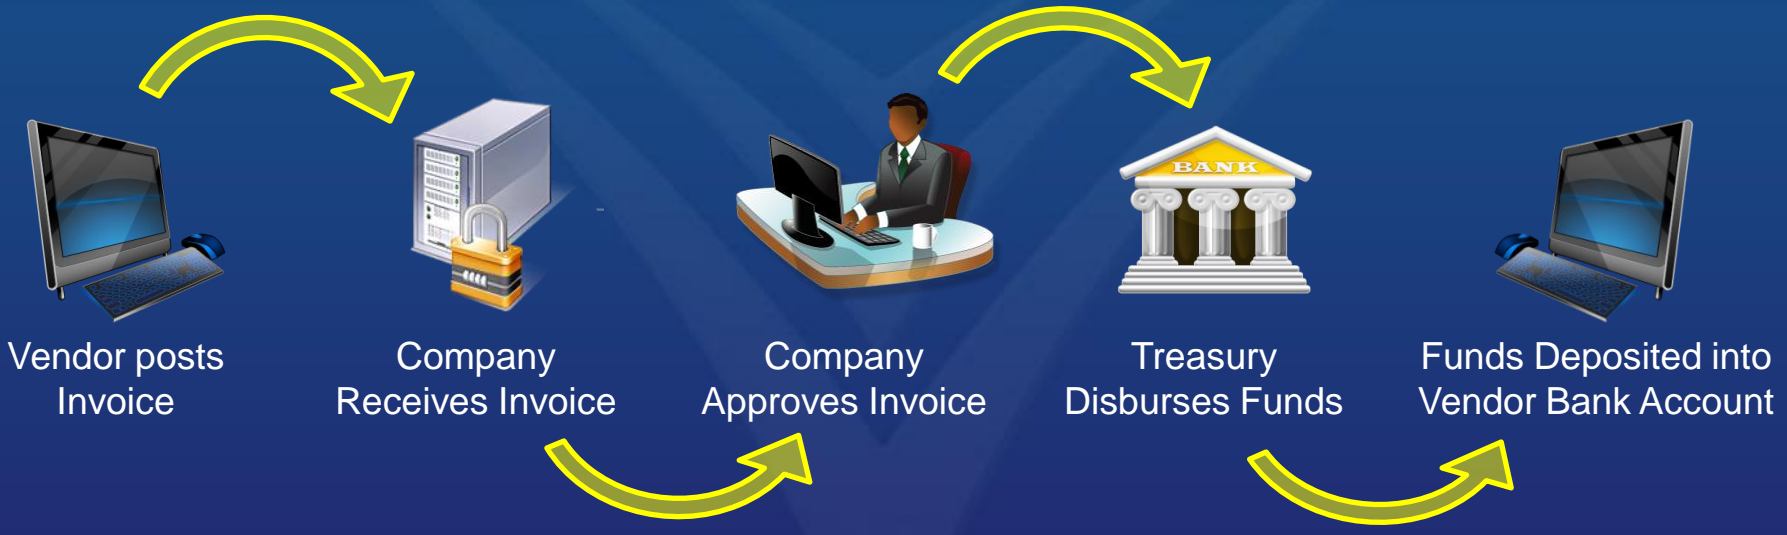 BANK
Vendor posts
Invoice
Company
Receives Invoice
Company
Approves Invoice
Treasury
Disburses Funds
Funds Deposited into
Vendor Bank Account